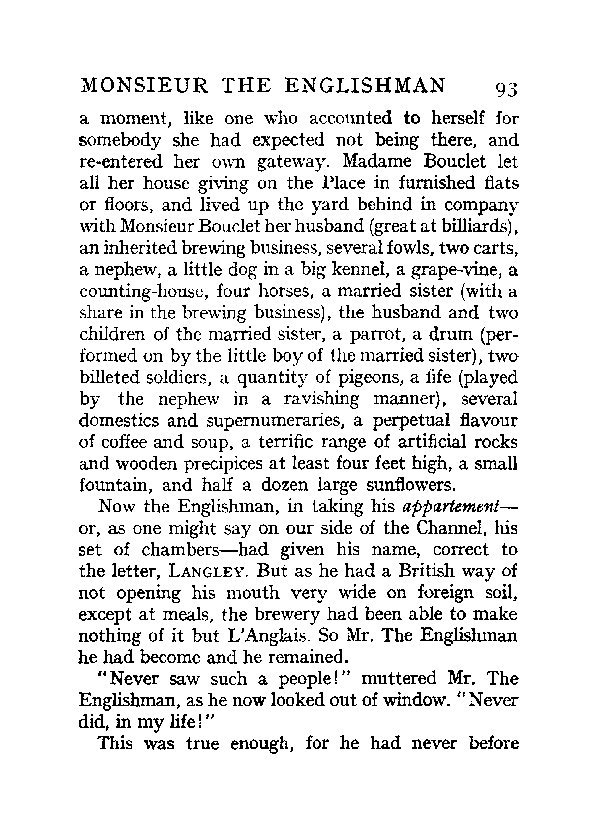 MONSIEUR THE ENGLISHMAN 93
a moment, like one who accounted to herself for
somebody she had expected not being there, and
re-entered her own gateway. Madame Bouclet let
all her house giving on the Place in furnished flats
or floors, and lived up the yard behind in company
with Monsieur Bouclet her husband (great at billiards),
an inherited brewing business, several fowls, two carts,
a nephew, a little dog in a big kennel, a grape-vine, a
counting-house, four horses, a married sister (with a
share in the brewing business), the husband and two
children of the married sister, a parrot, a drum (per-
formed on by the little boy of the married sister), two
billeted soldiers, a quantity of pigeons, a fife (played
by the nephew in a ravishing manner), several
domestics and supernumeraries, a perpetual flavour
of coffee and soup, a terrific range of artificial rocks
and wooden precipices at least four feet high, a small
fountain, and half a dozen large sunflowers.
Now the Englishman, in taking his appartement—
or, as one might say on our side of the Channel, his
set of chambers—had given his name, correct to
the letter, LANGLEY. But as he had a British way of
not opening his mouth very wide on foreign soil,
except at meals, the brewery had been able to make
nothing of it but L'Anglais. So Mr. The Englishman
he had become and he remained.
"Never saw such a people!" muttered Mr. The
Englishman, as he now looked out of window. "Never
did, in my life!"
This was true enough, for he had never before